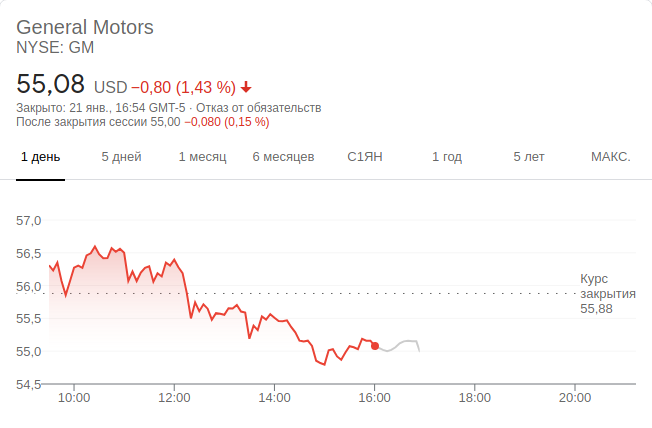 General Motors
NYSE: GM
55,08 USD −0,80 (1,43 %)
Закрыто: 21 янв., 16:54 GMT-5 · Отказ от обязательств
После закрытия сессии 55,00 −0,080 (0,15 %)
1 день 5 дней 1 месяц 6 месяцев С1ЯН 1 год 5 лет МАКС.
57,0
56,5
56,0
55,5
55,0
54,5
Курс
закрытия
55,88
10:00 12:00 14:00 16:00 18:00 20:00